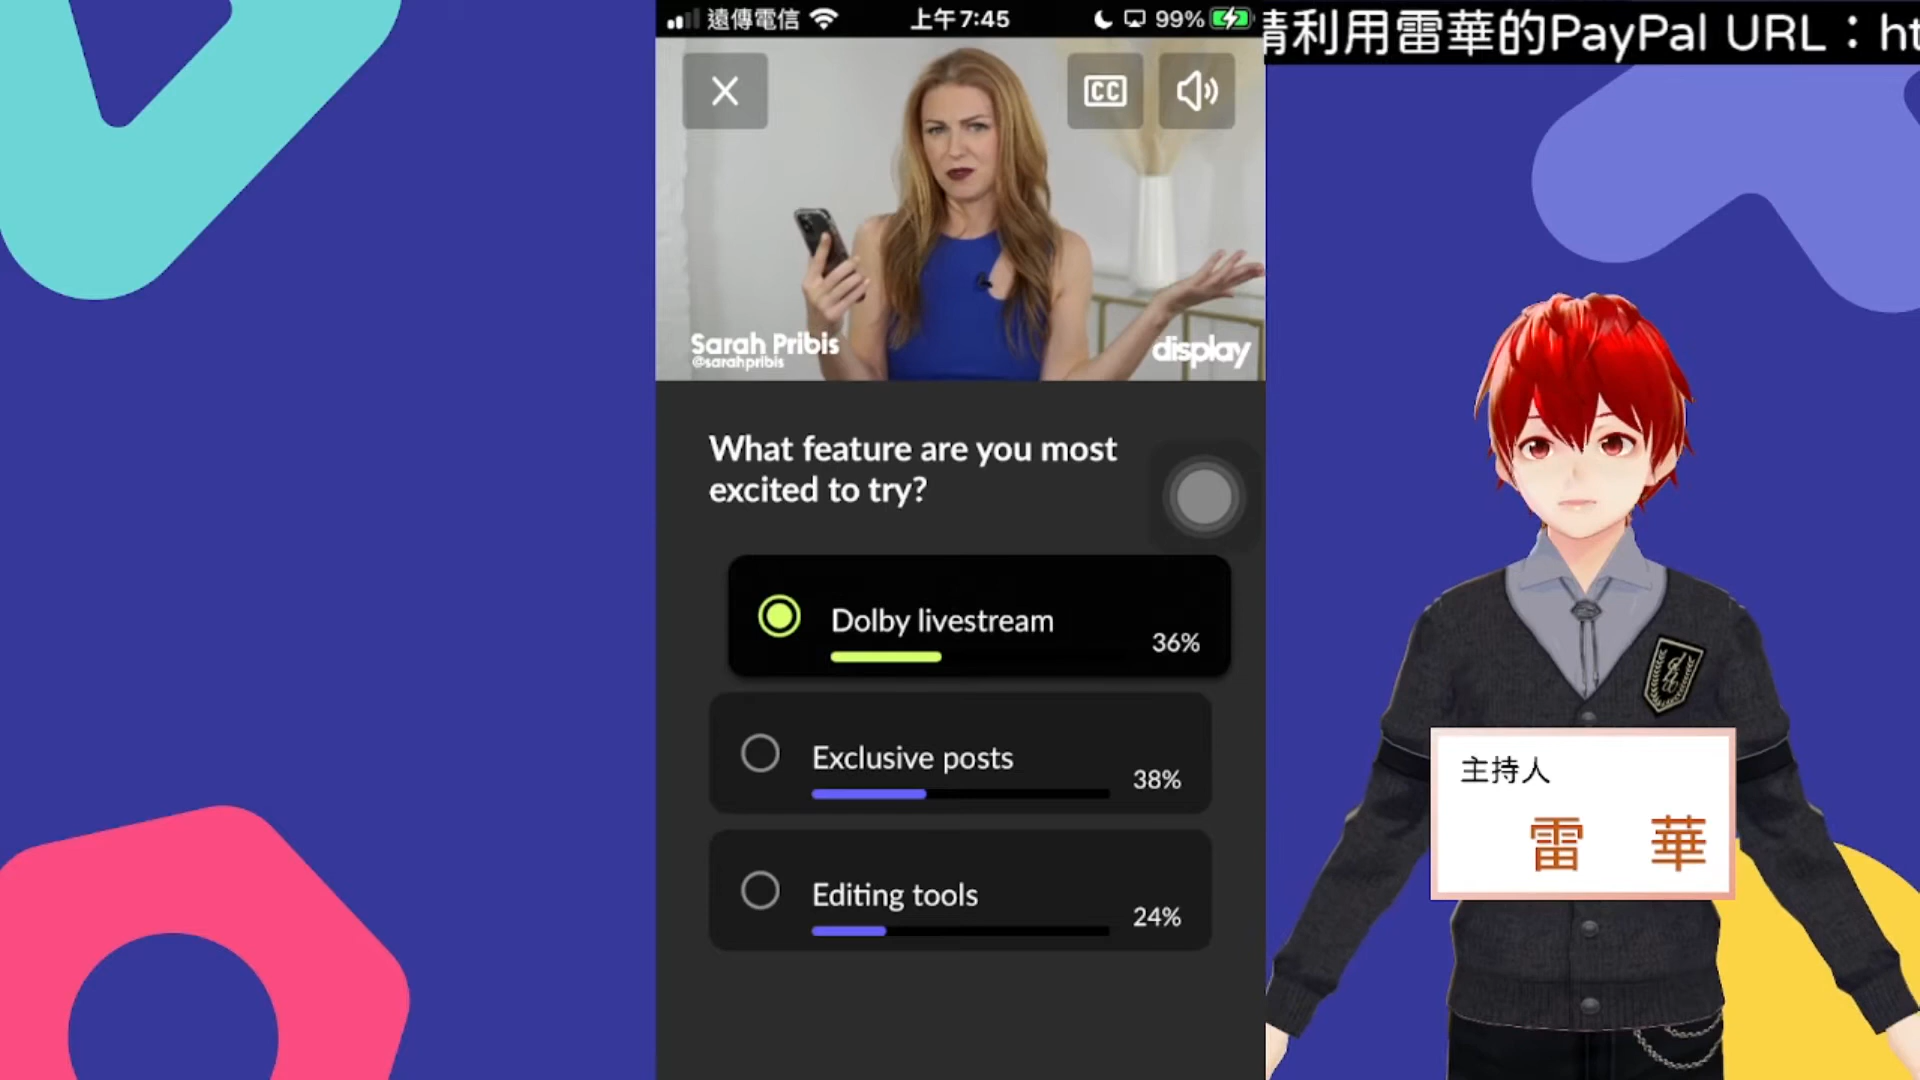 遠傳電信
上午7:45
99%
請利用雷華的PayPal URL：ht
CC
Sarah Pribis
@sarahpribis
display
What feature are you most
excited to try?
Dolby livestream
36%
Exclusive posts
38%
Editing tools
24%
主持人
雷 華